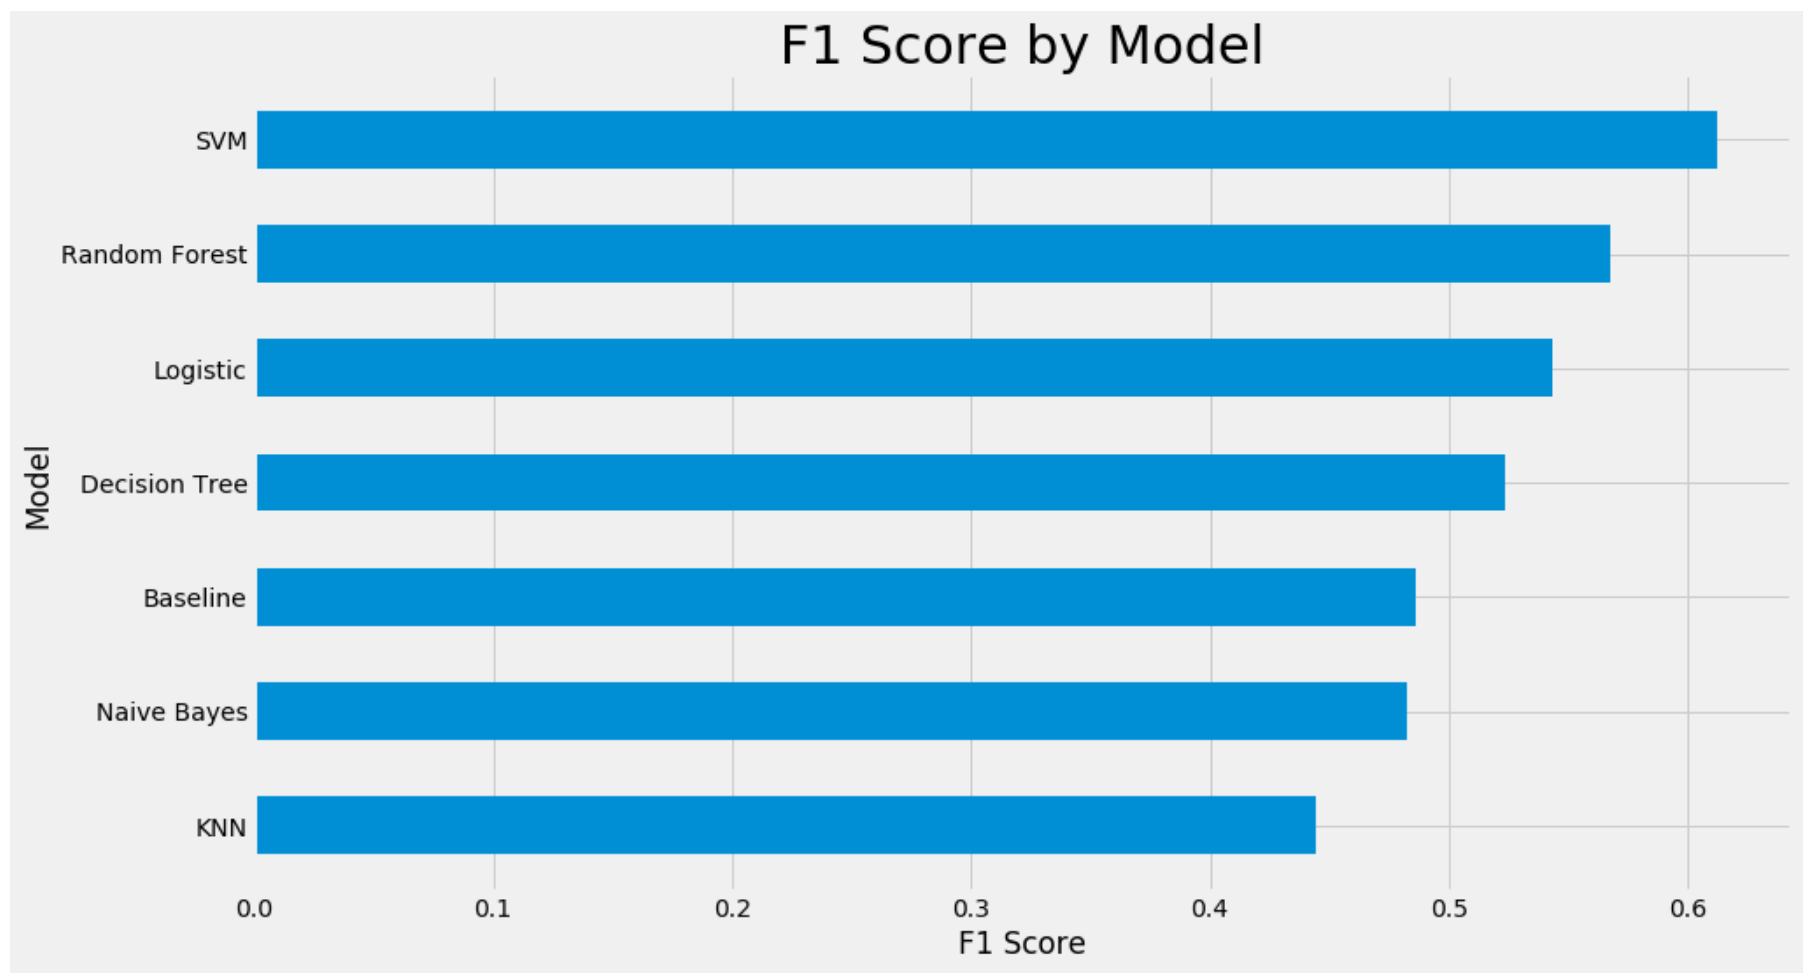 F1 Score by Model
Model
SVM
Random Forest
Logistic
Decision Tree
Baseline
Naive Bayes
KNN
0.0 0.1 0.2 0.3 0.4 0.5 0.6
F1 Score